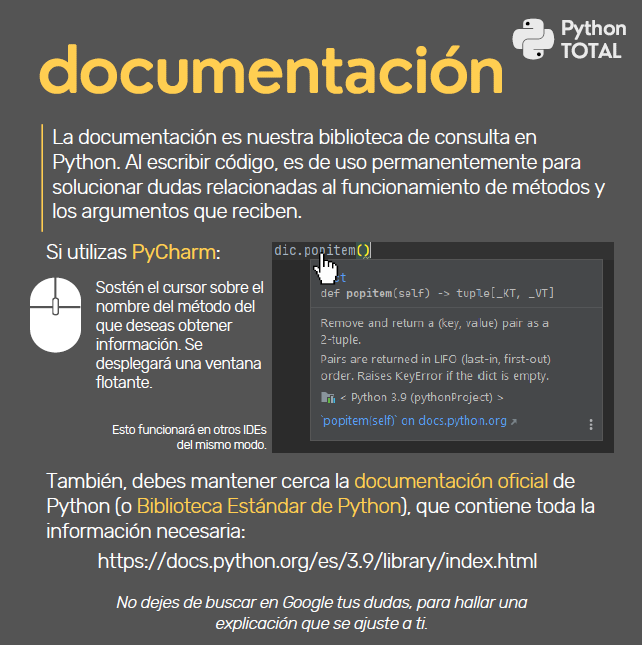 Python
TOTAL
documentación
La documentación es nuestra biblioteca de consulta en
Python. Al escribir código, es de uso permanentemente para
solucionar dudas relacionadas al funcionamiento de métodos y
los argumentos que reciben.
Si utilizas PyCharm:
Sostén el cursor sobre el
nombre del método del
que deseas obtener
información. Se
desplegará una ventana
flotante.
Esto funcionará en otros IDEs
del mismo modo.
dic.popitem()
def popitem(self) -> tuple[_KT, _VT]
Remove and return a (key, value) pair as a
2-tuple.
Pairs are returned in LIFO (last-in, first-out)
order. Raises KeyError if the dict is empty.
< Python 3.9 (pythonProject) >
`popitem(self)` on docs.python.org
También, debes mantener cerca la documentación oficial de
Python (o Biblioteca Estándar de Python), que contiene toda la
información necesaria:
https://docs.python.org/es/3.9/library/index.html
No dejes de buscar en Google tus dudas, para hallar una
explicación que se ajuste a ti.